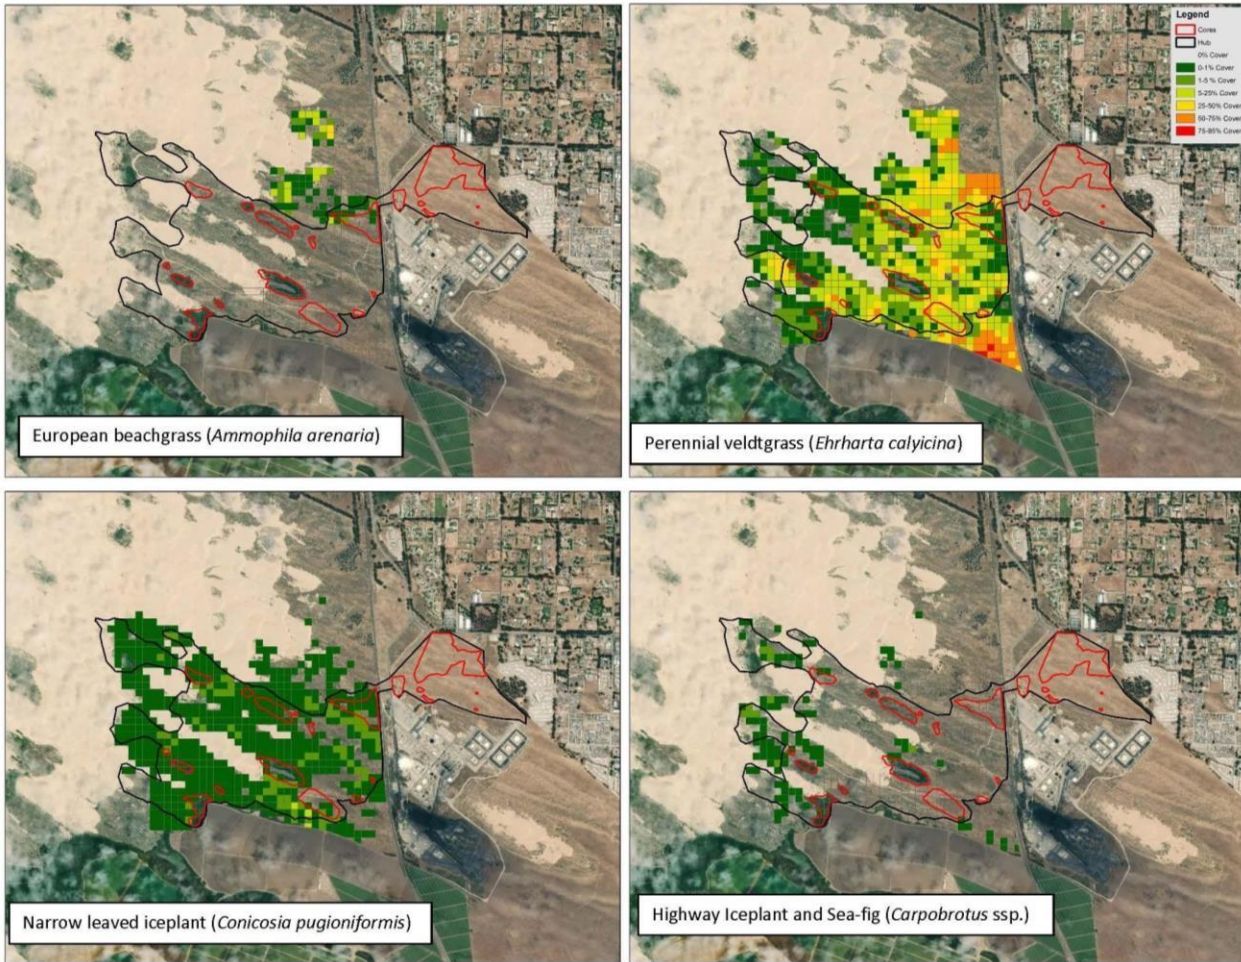 Legend
Cores
Hub
0% Cover
0-1% Cover
1-5 % Cover
5-25% Cover
25-50% Cover
50-75% Cover
75-85% Cover
European beachgrass (Ammophila arenaria)
Perennial veldtgrass (Ehrharta calyicina)
Narrow leaved iceplant (Conicosia pugioniformis)
Highway Iceplant and Sea-fig (Carpobrotus ssp.)